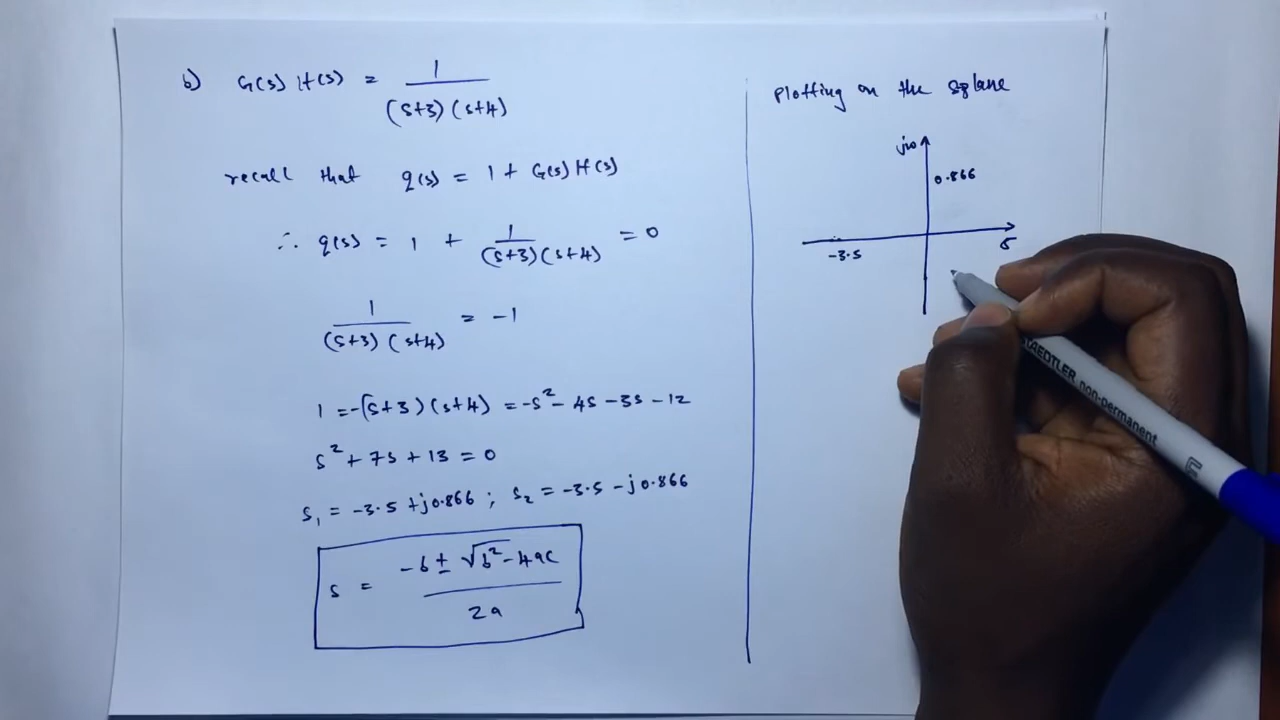 b) G(s) H(s) = 1 / (s+3)(s+4)
recall that q(s) = 1 + G(s) H(s)
∴ q(s) = 1 + 1 / (s+3)(s+4) = 0
1 / (s+3)(s+4) = -1
1 = -(s+3)(s+4) = -s² - 4s - 3s - 12
s² + 7s + 13 = 0
s₁ = -3.5 + j0.866 ; s₂ = -3.5 - j0.866
s = -b ± √b² - 4ac / 2a
plotting on the splane
jω
0.866
-3.5
σ
STAEDTLER non-permanent